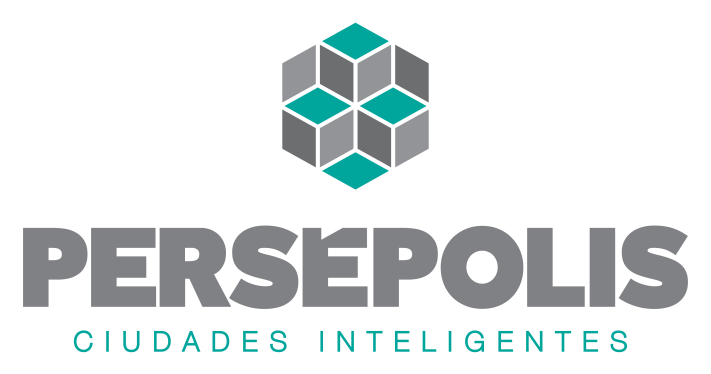 PERSÉPOLIS
CIUDADES INTELIGENTES